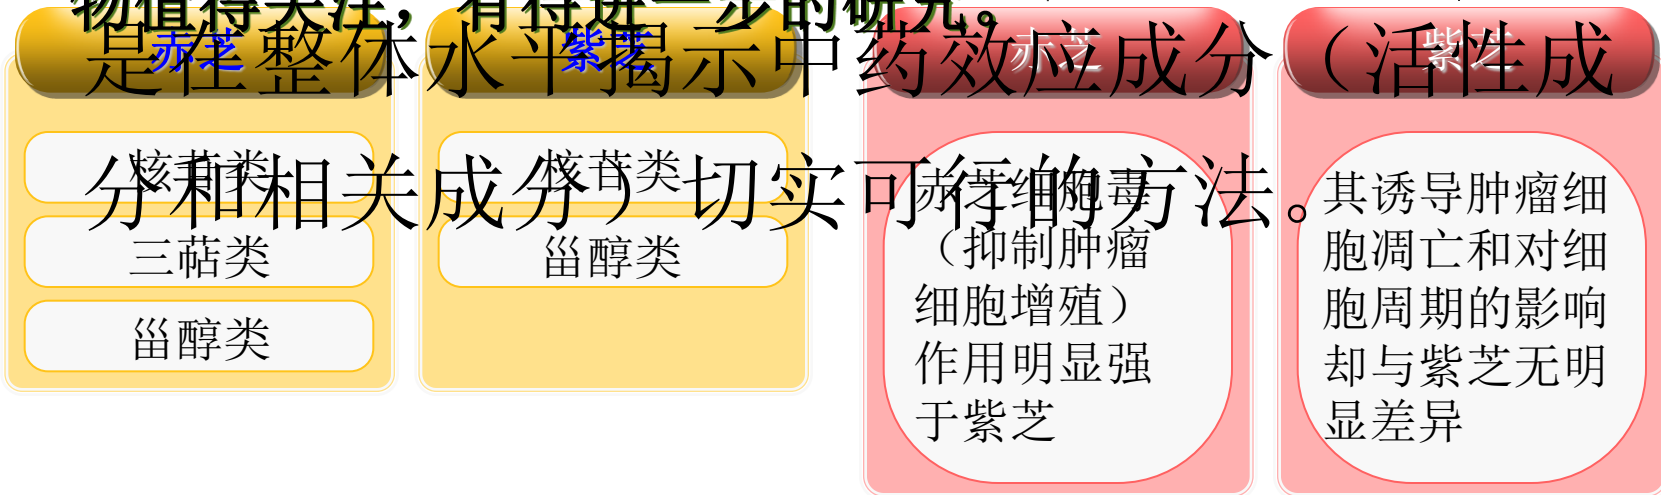 物值得关注，有待进一步的研究。
是在整体水平揭示中药效应成分（活性成
分和相关成分）切实可行的方法。
赤芝
核苷类
三萜类
甾醇类
紫芝
核苷类
甾醇类
赤芝
赤芝细胞毒
（抑制肿瘤
细胞增殖）
作用明显强
于紫芝
紫芝
其诱导肿瘤细
胞凋亡和对细
胞周期的影响
却与紫芝无明
显差异